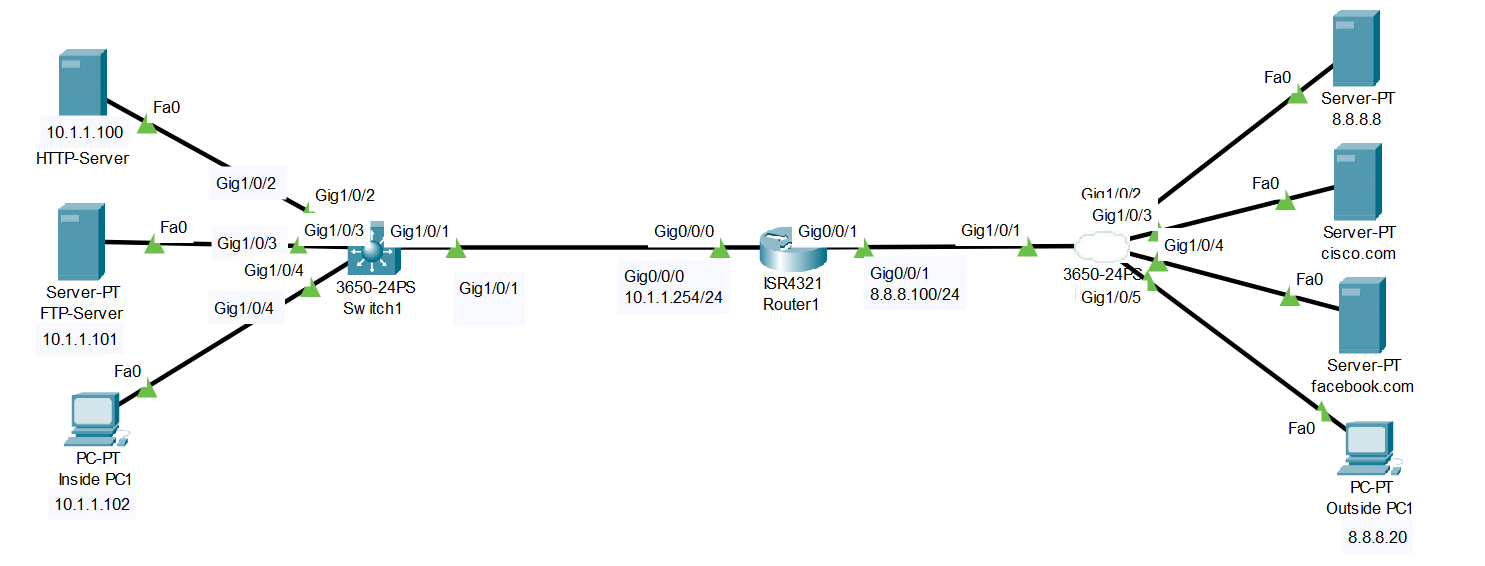 Fa0
10.1.1.100
HTTP-Server
Gig1/0/2
Gig1/0/2
Fa0
Gig1/0/3
Gig1/0/3
Gig1/0/4
Server-PT
FTP-Server
10.1.1.101
Gig1/0/4
Fa0
PC-PT
Inside PC1
10.1.1.102
Gig1/0/1
3650-24PS
Switch1
Gig1/0/1
Gig0/0/0
Gig0/0/0
10.1.1.254/24
ISR4321
Router1
Gig0/0/1
Gig0/0/1
8.8.8.100/24
Gig1/0/1
3650-24PS
Gig1/0/2
Gig1/0/3
Gig1/0/4
Gig1/0/5
Fa0
Server-PT
8.8.8.8
Fa0
Server-PT
cisco.com
Fa0
Server-PT
facebook.com
Fa0
PC-PT
Outside PC1
8.8.8.20